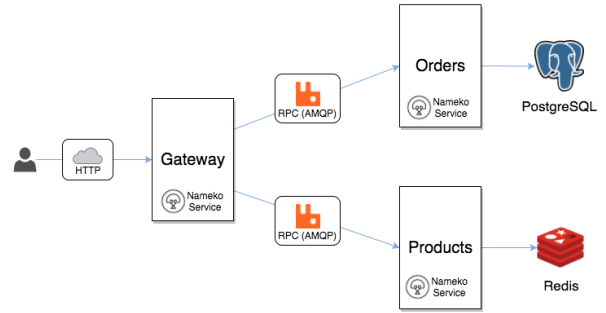 HTTP
Gateway
Nameko
Service
RPC (AMQP)
Orders
Nameko
Service
PostgreSQL
RPC (AMQP)
Products
Nameko
Service
Redis